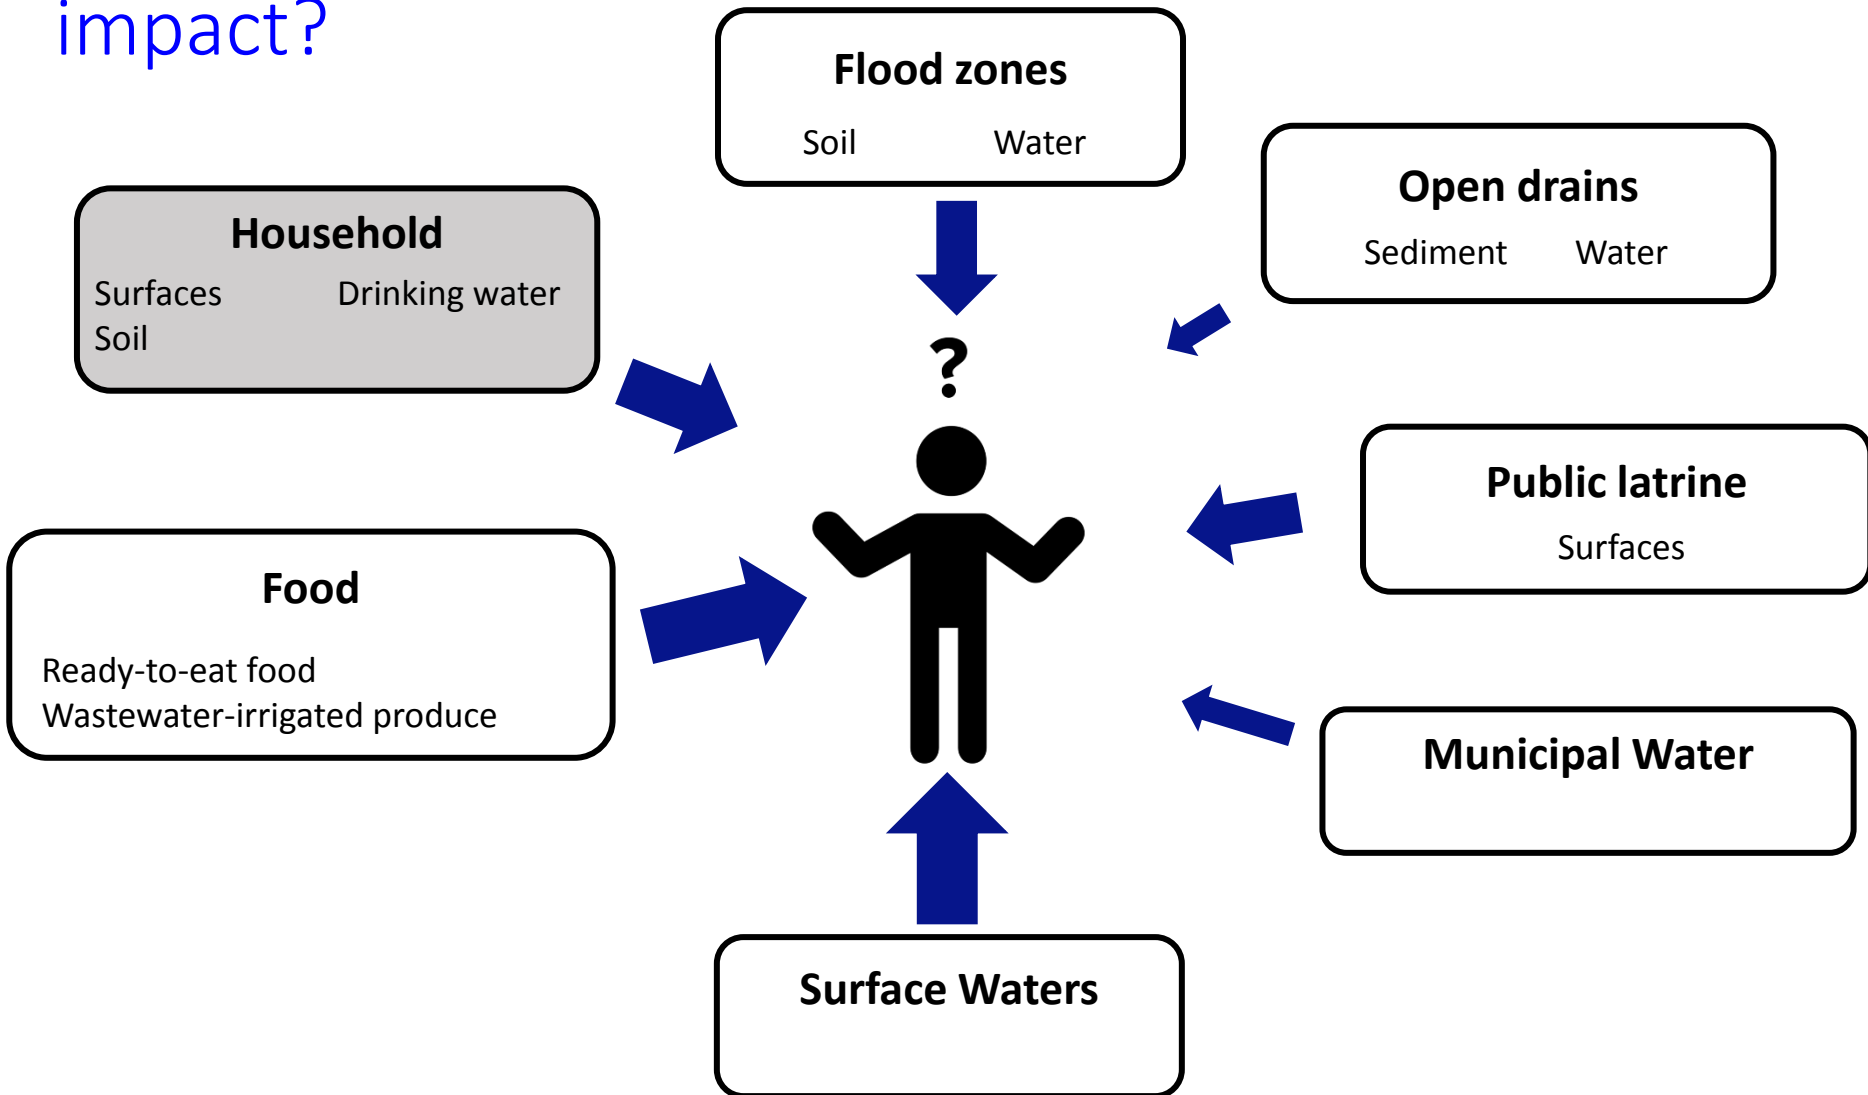 impact?
Flood zones
Soil Water
Open drains
Sediment Water
Household
Surfaces Drinking water
Soil
?
Public latrine
Surfaces
Food
Ready-to-eat food
Wastewater-irrigated produce
Municipal Water
Surface Waters